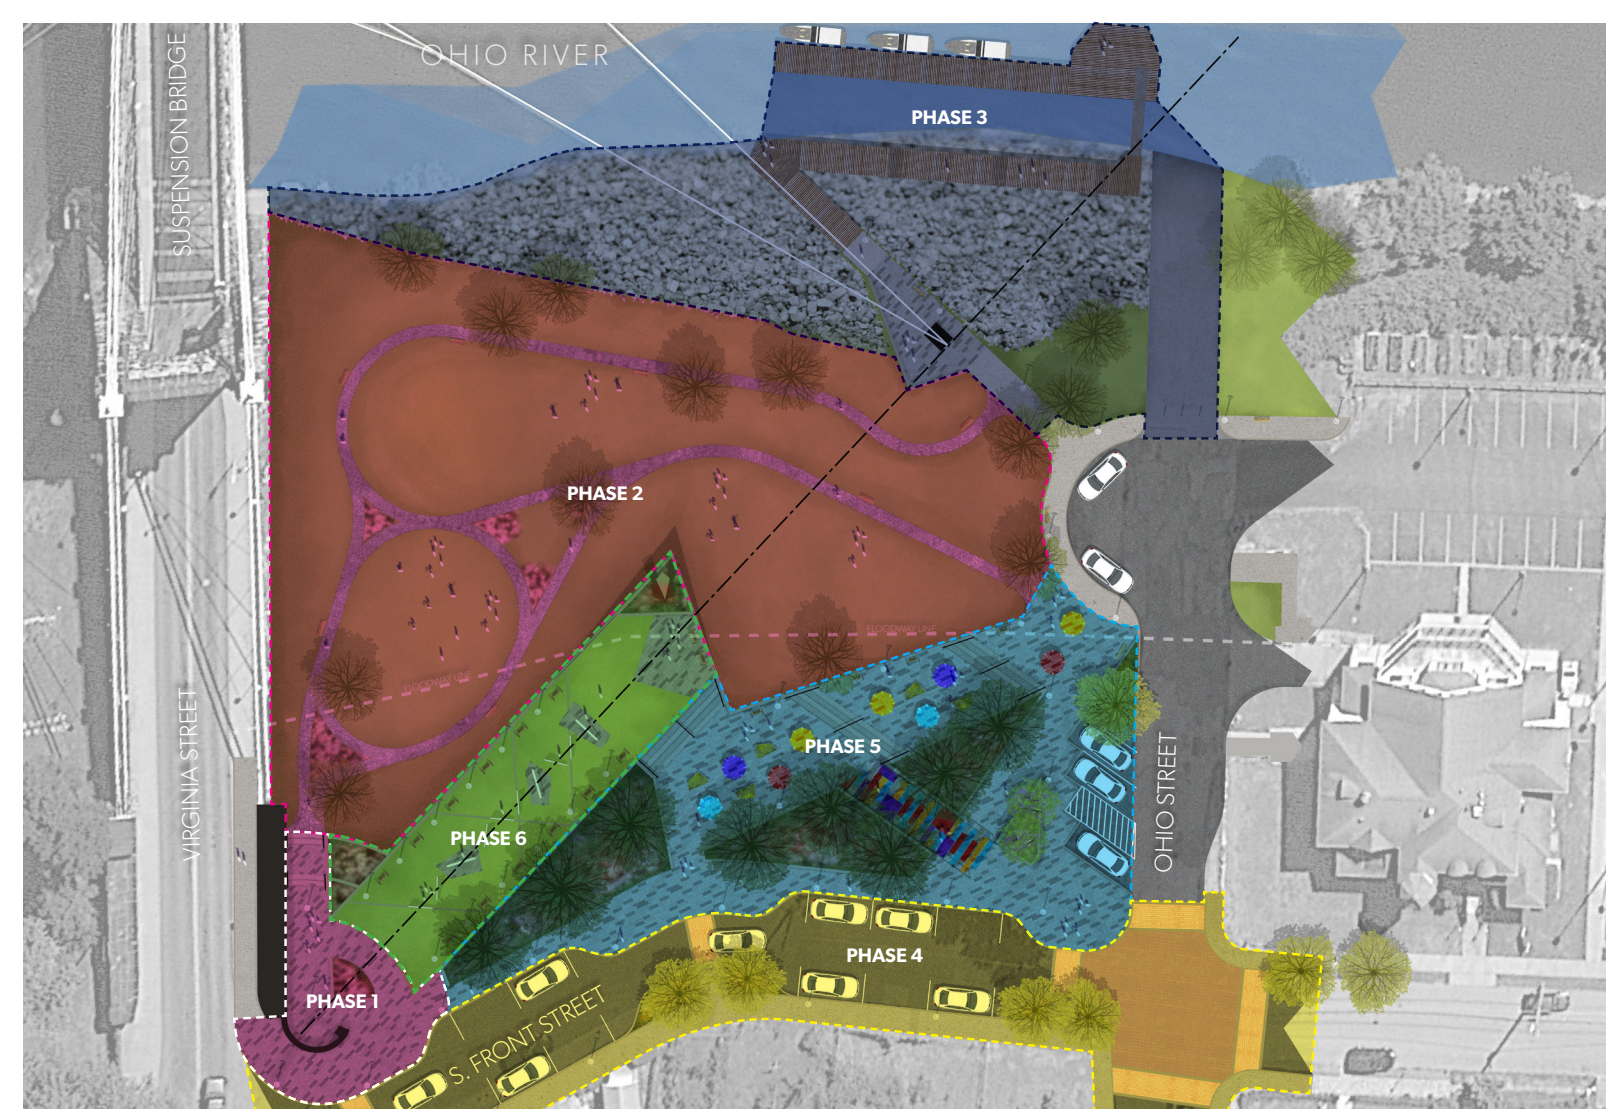 OHIO RIVER
SUSPENSION BRIDGE
PHASE 3
PHASE 2
FLOODWAY LINE
FLOODWAY LINE
VIRGINIA STREET
PHASE 5
OHIO STREET
PHASE 6
PHASE 4
PHASE 1
S. FRONT STREET